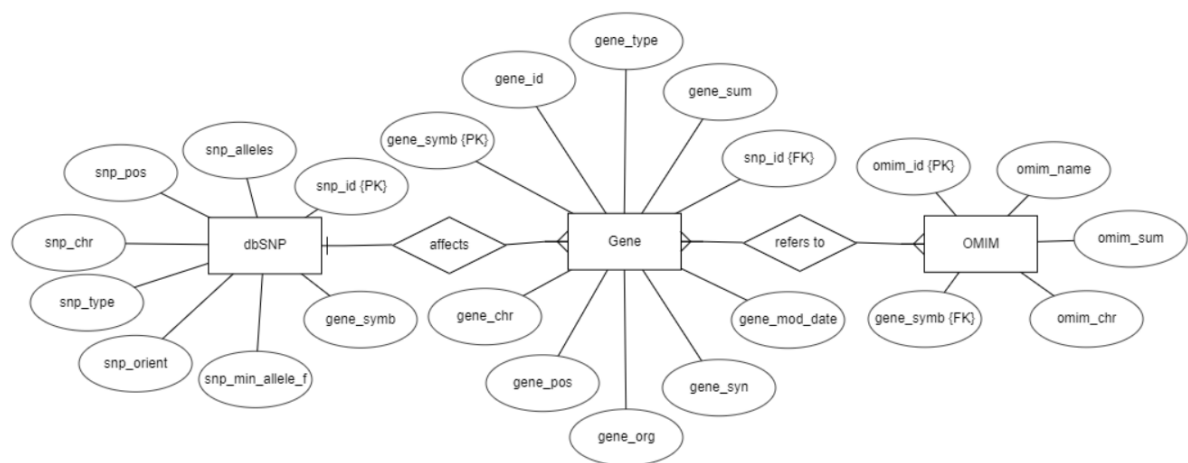 gene_type
gene_id
gene_sum
gene_symb {PK}
snp_alleles
snp_id {FK}
omim_id {PK}
omim_name
snp_pos
snp_id {PK}
snp_chr
dbSNP
affects
Gene
refers to
OMIM
omim_sum
snp_type
gene_symb
gene_chr
gene_mod_date
gene_symb {FK}
omim_chr
snp_orient
snp_min_allele_f
gene_pos
gene_syn
gene_org